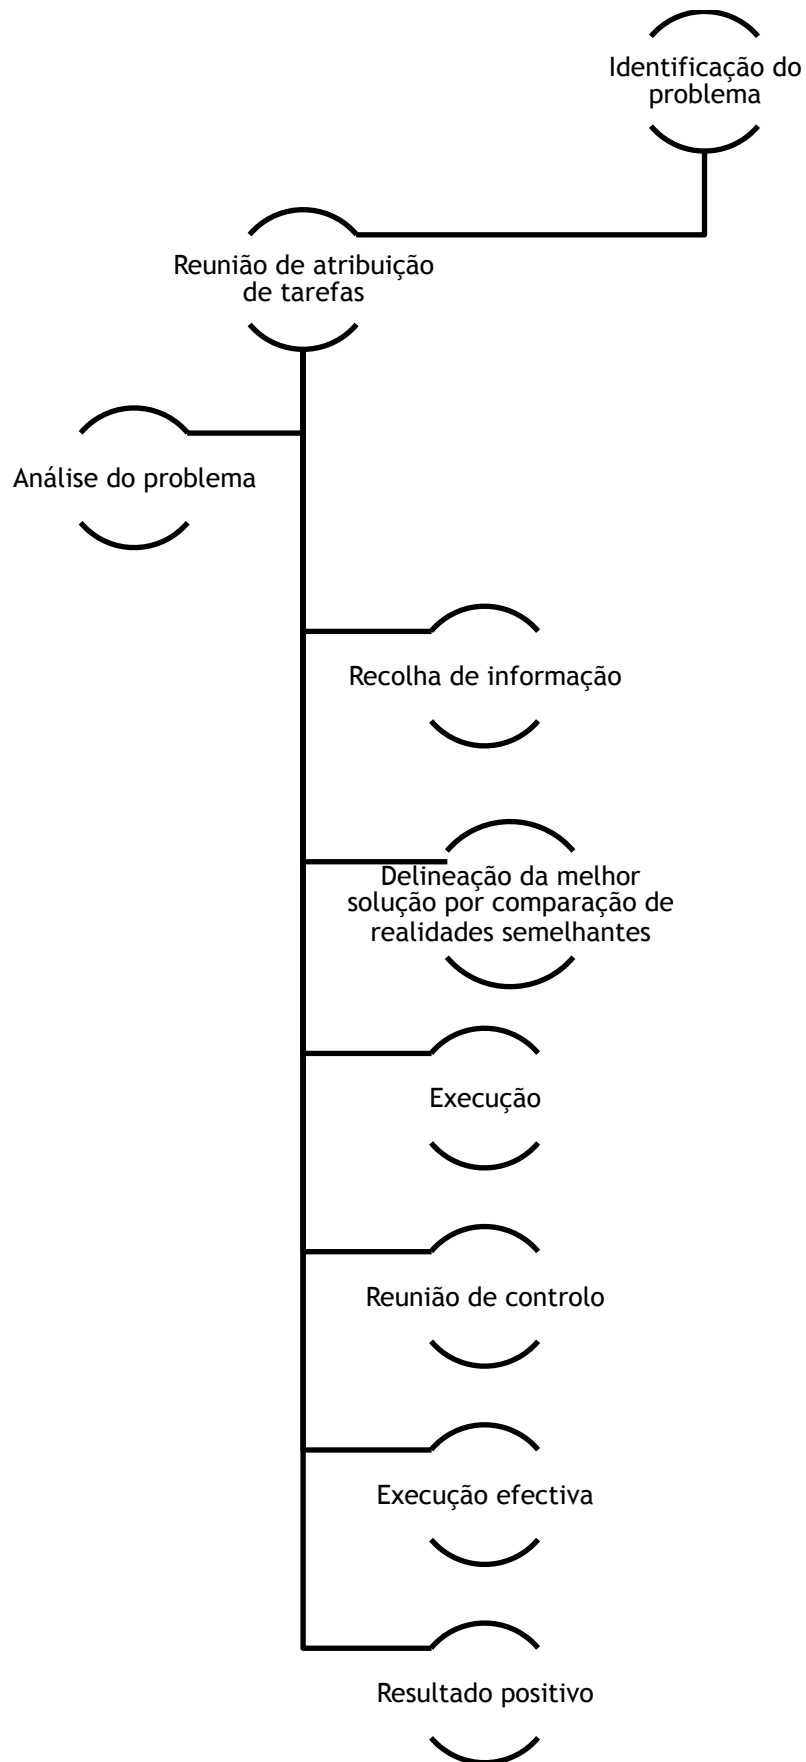 Identificação do
problema
Reunião de atribuição
de tarefas
Análise do problema
Recolha de informação
Delineação da melhor
solução por comparação de
realidades semelhantes
Execução
Reunião de controlo
Execução efectiva
Resultado positivo